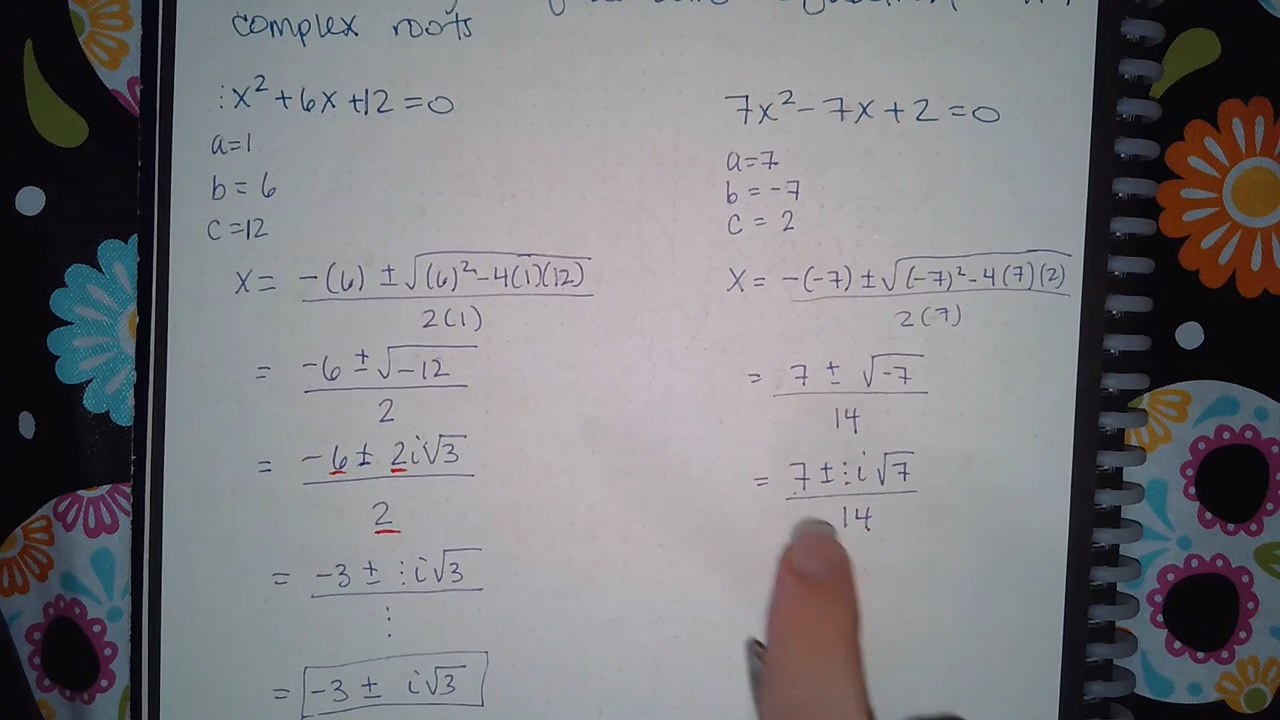 complex roots
⋮x²+6x+12=0
a=1
b=6
c=12
x= -(6) ± √(6)²-4(1)(12)
2(1)
= -6 ± √-12
2
= -6 ± 2i√3
2
= -3 ± ⋮i√3
⋮
= -3 ± i√3
7x²-7x+2=0
a=7
b=-7
c=2
x= -(-7) ± √(-7)²-4(7)(2)
2(7)
= 7 ± √-7
14
= 7 ± ⋮i√7
14